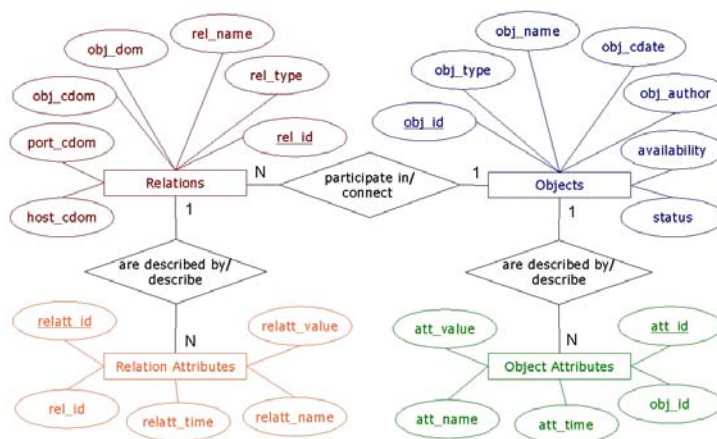 rel_name
obj_name
obj_dom
obj_cdate
rel_type
obj_type
obj_cdom
obj_author
rel_id
obj_id
port_cdom
availability
Relations
N
participate in/
connect
1
Objects
host_cdom
status
1
1
are described by/
describe
are described by/
describe
relatt_id
relatt_value
att_value
att_id
N
N
Relation Attributes
Object Attributes
rel_id
relatt_time
relatt_name
att_name
att_time
obj_id